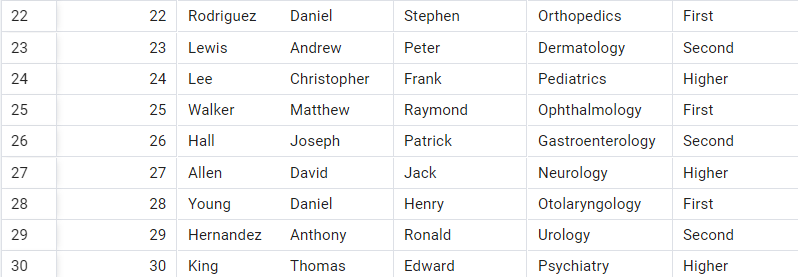 22 22 Rodriguez Daniel Stephen Orthopedics First
23 23 Lewis Andrew Peter Dermatology Second
24 24 Lee Christopher Frank Pediatrics Higher
25 25 Walker Matthew Raymond Ophthalmology First
26 26 Hall Joseph Patrick Gastroenterology Second
27 27 Allen David Jack Neurology Higher
28 28 Young Daniel Henry Otolaryngology First
29 29 Hernandez Anthony Ronald Urology Second
30 30 King Thomas Edward Psychiatry Higher